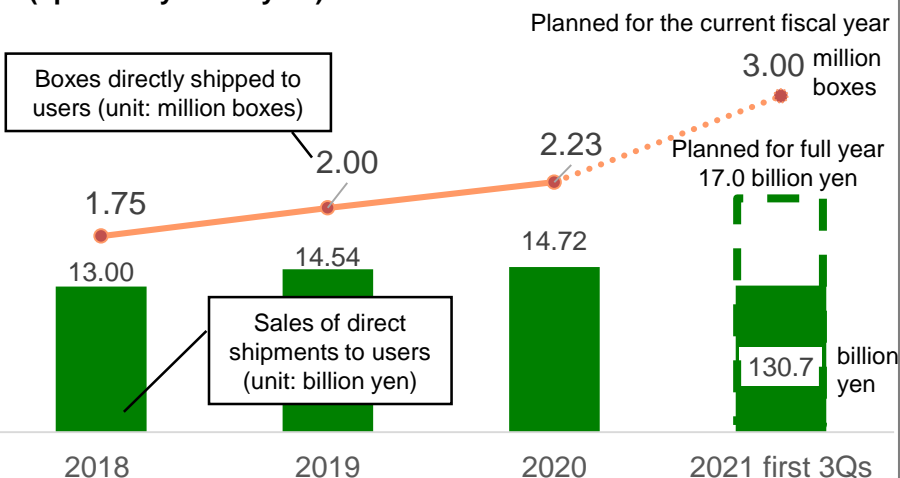 Planned for the current fiscal year
3.00 million
boxes
Boxes directly shipped to
users (unit: million boxes)
2.23
2.00
1.75
Planned for full year
17.0 billion yen
13.00
14.54
14.72
Sales of direct
shipments to users
(unit: billion yen)
130.7
billion
yen
2018
2019
2020
2021 first 3Qs